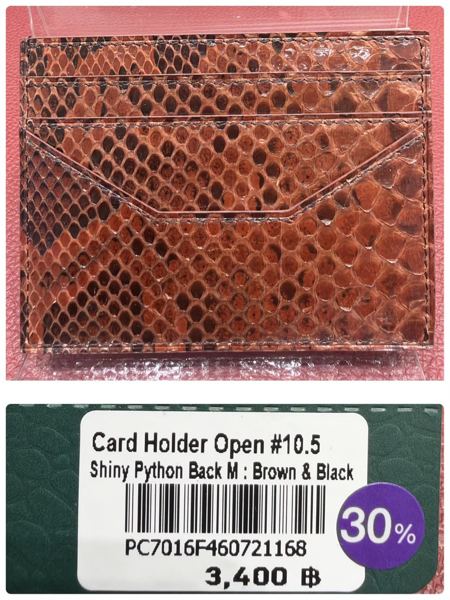 Card Holder Open #10.5
Shiny Python Back M : Brown & Black
PC7016F460721168
3,400 ฿
30%